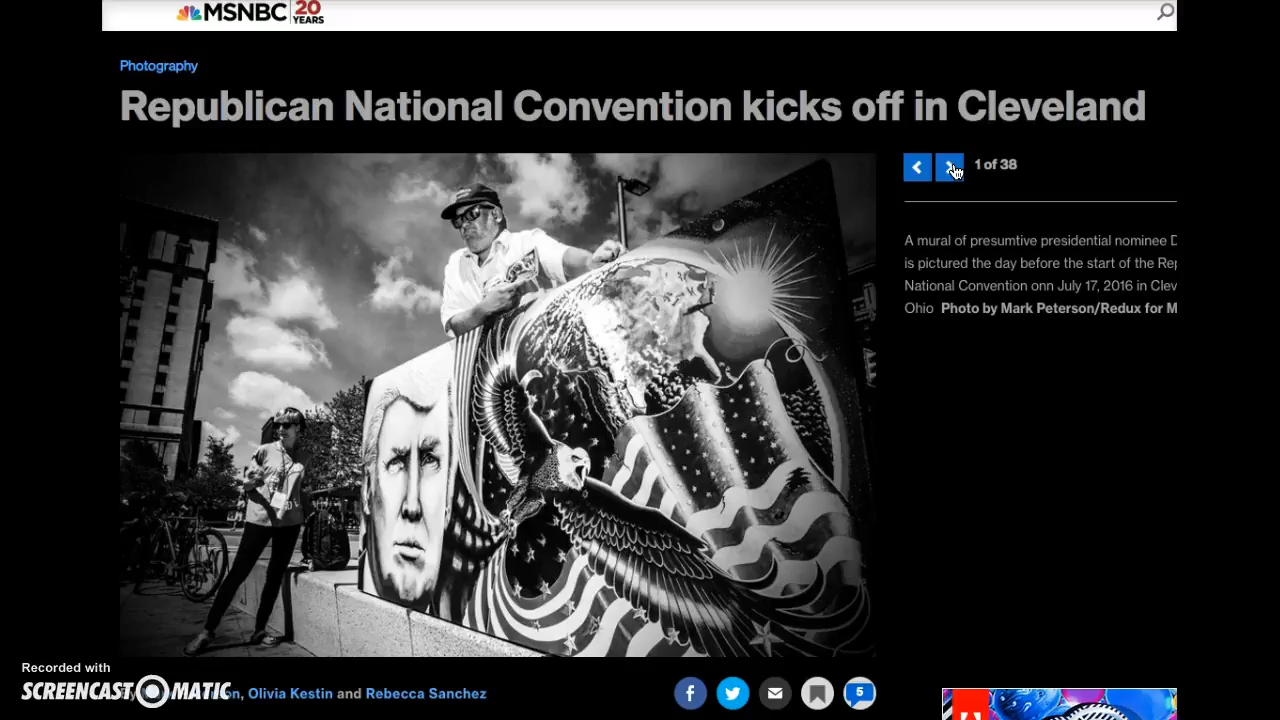 MSNBC 20 YEARS
Photography
Republican National Convention kicks off in Cleveland
1 of 38
A mural of presumtive presidential nominee D
is pictured the day before the start of the Rep
National Convention onn July 17, 2016 in Clev
Ohio Photo by Mark Peterson/Redux for M
Recorded with
SCREENCAST MATIC
Olivia Kestin and Rebecca Sanchez
5